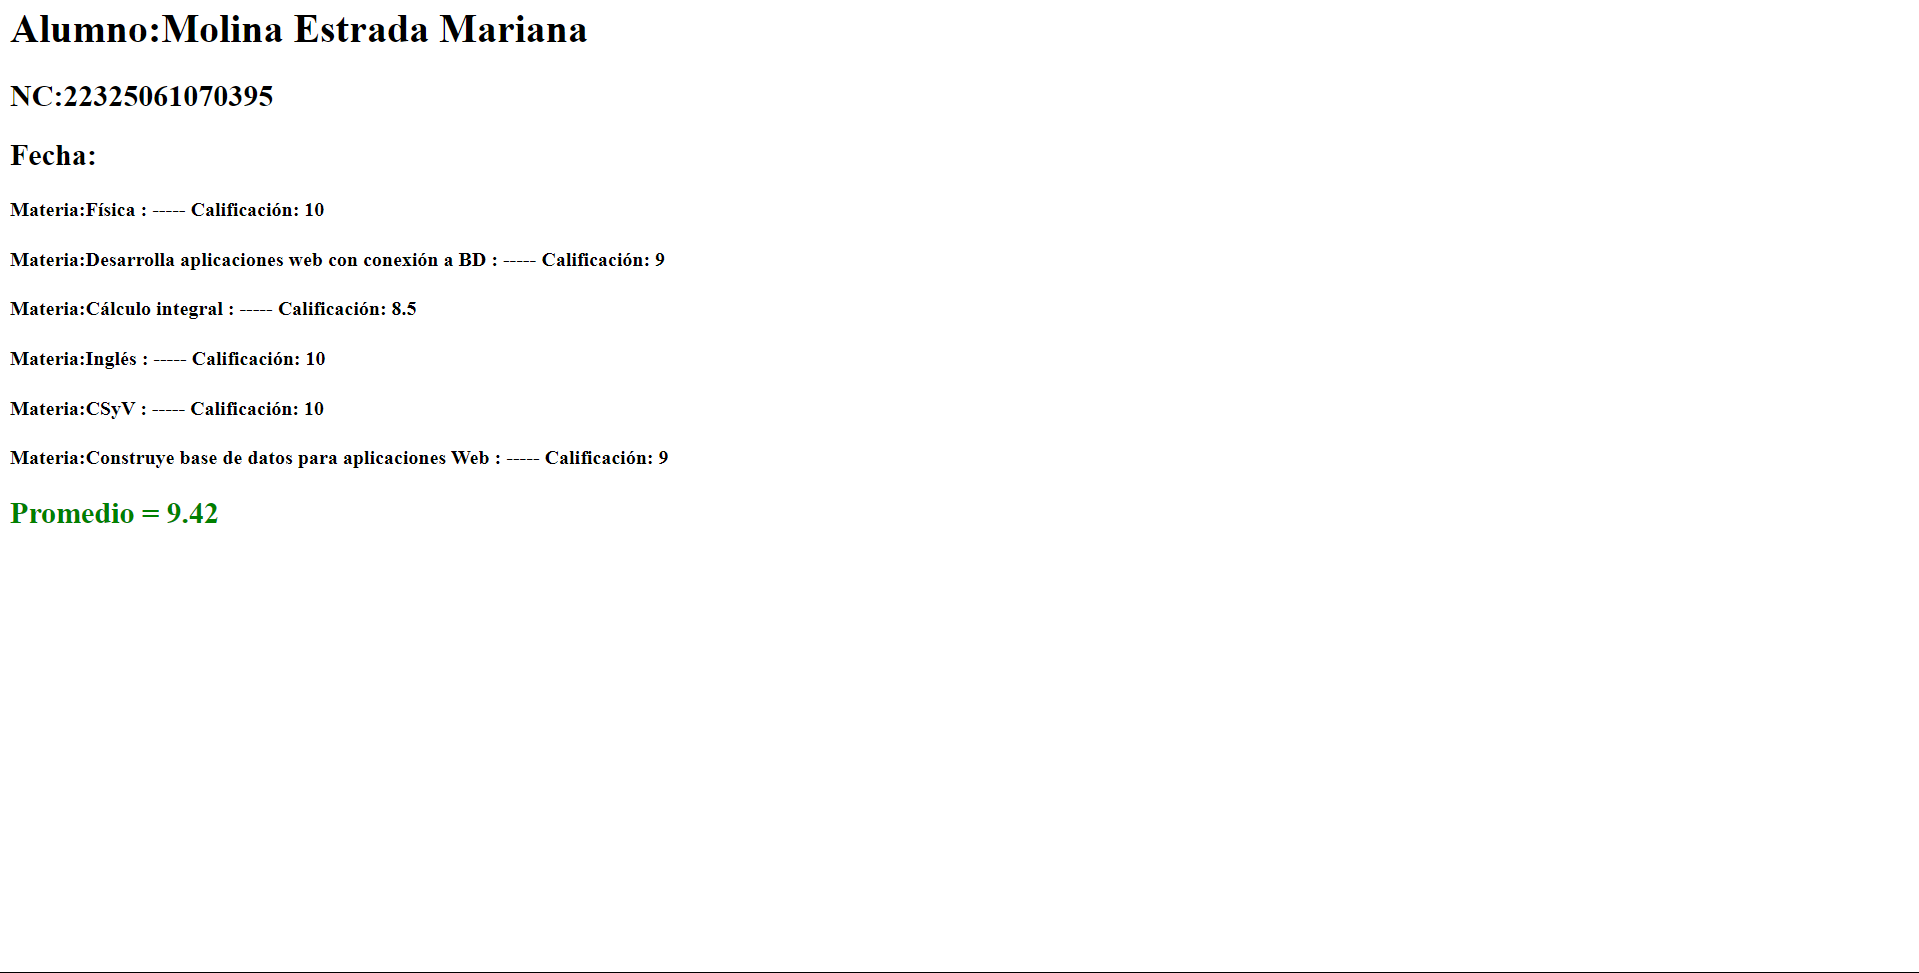 Alumno:Molina Estrada Mariana
NC:22325061070395
Fecha:
Materia:Física : ----- Calificación: 10
Materia:Desarrolla aplicaciones web con conexión a BD : ----- Calificación: 9
Materia:Cálculo integral : ----- Calificación: 8.5
Materia:Inglés : ----- Calificación: 10
Materia:CSyV : ----- Calificación: 10
Materia:Construye base de datos para aplicaciones Web : ----- Calificación: 9
Promedio = 9.42